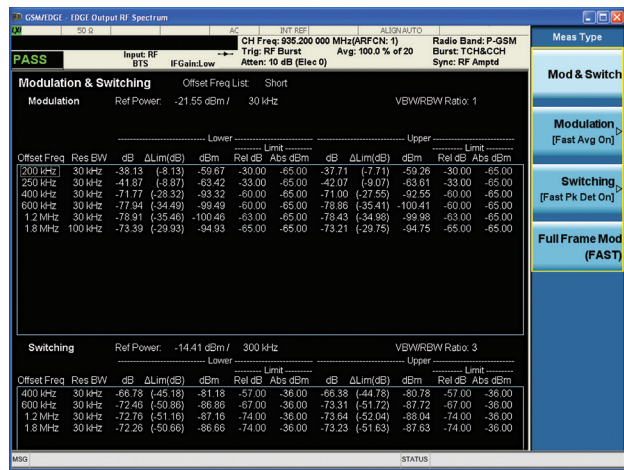 GSM/EDGE - EDGE Output RF Spectrum
50 Ω AC INT REF ALIGNAUTO
CH Freq: 935.200 000 MHz(ARFCN: 1) Radio Band: P-GSM
PASS Input: RF Trig: RF Burst Avg: 100.0 % of 20 Burst: TCH&CCH
BTS IFGain:Low Atten: 10 dB (Elec 0) Sync: RF Amptd
Meas Type
Modulation & Switching Offset Freq List: Short
Modulation Ref Power: -21.55 dBm / 30 kHz VBW/RBW Ratio: 1
Lower Upper
Limit Limit
Offset Freq Res BW dB ΔLim(dB) dBm Rel dB Abs dBm dB ΔLim(dB) dBm Rel dB Abs dBm
200 kHz 30 kHz -38.13 (-8.13) -59.67 -30.00 -65.00 -37.71 (-7.71) -59.26 -30.00 -65.00
250 kHz 30 kHz -41.87 (-8.87) -63.42 -33.00 -65.00 -42.07 (-9.07) -63.61 -33.00 -65.00
400 kHz 30 kHz -71.77 (-28.32) -93.32 -60.00 -65.00 -71.00 (-27.55) -92.55 -60.00 -65.00
600 kHz 30 kHz -77.94 (-34.49) -99.49 -60.00 -65.00 -78.86 (-35.41) -100.41 -60.00 -65.00
1.2 MHz 30 kHz -78.91 (-35.46) -100.46 -63.00 -65.00 -78.43 (-34.98) -99.98 -63.00 -65.00
1.8 MHz 100 kHz -73.39 (-29.93) -94.93 -65.00 -65.00 -73.21 (-29.75) -94.75 -65.00 -65.00
Switching Ref Power: -14.41 dBm / 300 kHz VBW/RBW Ratio: 3
Lower Upper
Limit Limit
Offset Freq Res BW dB ΔLim(dB) dBm Rel dB Abs dBm dB ΔLim(dB) dBm Rel dB Abs dBm
400 kHz 30 kHz -66.78 (-45.18) -81.18 -57.00 -36.00 -66.38 (-44.78) -80.78 -57.00 -36.00
600 kHz 30 kHz -72.46 (-50.86) -86.86 -67.00 -36.00 -73.31 (-51.72) -87.72 -67.00 -36.00
1.2 MHz 30 kHz -72.76 (-51.16) -87.16 -74.00 -36.00 -73.64 (-52.04) -88.04 -74.00 -36.00
1.8 MHz 30 kHz -72.26 (-50.66) -86.66 -74.00 -36.00 -73.23 (-51.63) -87.63 -74.00 -36.00
Mod & Switch
Modulation
[Fast Avg On]
Switching
[Fast Pk Det On]
Full Frame Mod
(FAST)
MSG STATUS